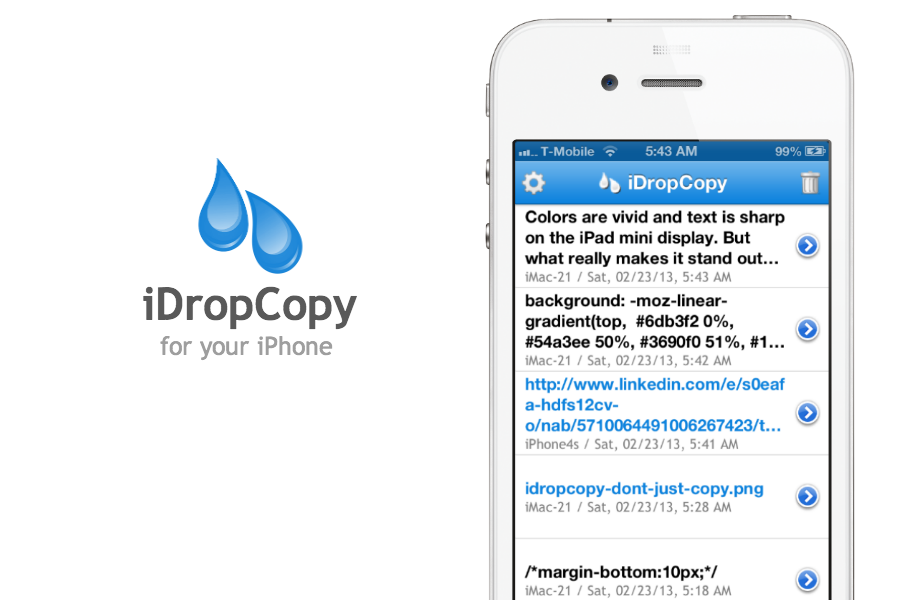 iDropCopy
for your iPhone
T-Mobile 5:43 AM 99%
iDropCopy
Colors are vivid and text is sharp
on the iPad mini display. But
what really makes it stand out...
iMac-21 / Sat, 02/23/13, 5:43 AM
background: -moz-linear-
gradient(top,  #6db3f2 0%,
#54a3ee 50%, #3690f0 51%, #1...
iMac-21 / Sat, 02/23/13, 5:42 AM
http://www.linkedin.com/e/s0eaf
a-hdfs12cv-
o/nab/5710064491006267423/t...
iPhone4s / Sat, 02/23/13, 5:41 AM
idropcopy-dont-just-copy.png
iMac-21 / Sat, 02/23/13, 5:28 AM
/*margin-bottom:10px;*/
iMac-21 / Sat, 02/23/13, 5:18 AM